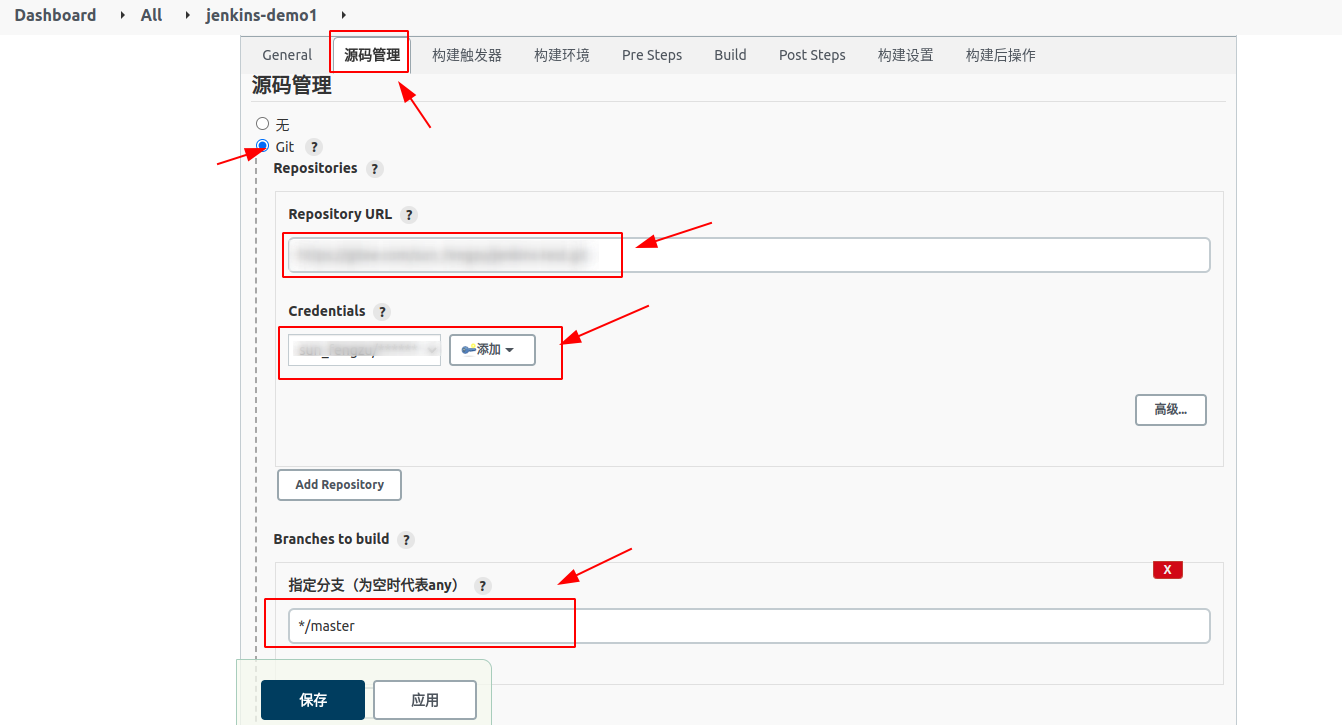 Dashboard All jenkins-demo1
General 源码管理 构建触发器 构建环境 Pre Steps Build Post Steps 构建设置 构建后操作
源码管理
无
Git ?
Repositories ?
Repository URL ?
Credentials ?
添加
高级...
Add Repository
Branches to build ?
X
指定分支（为空时代表any） ?
*/master
保存 应用